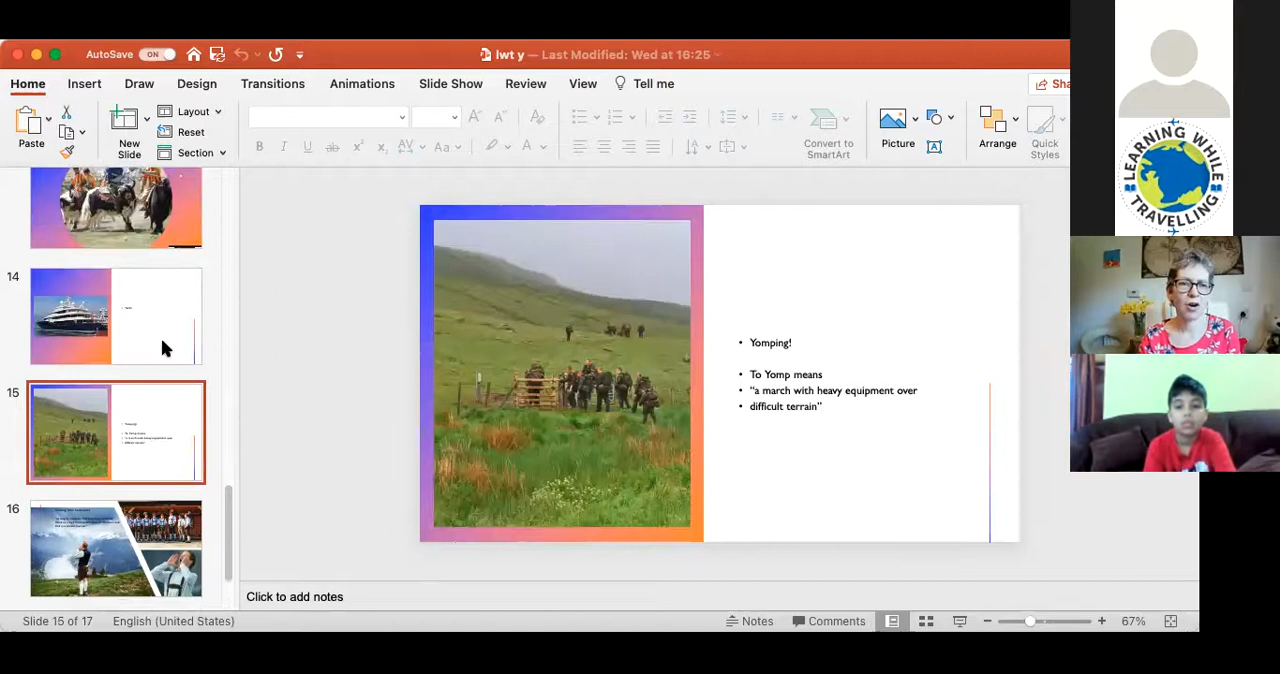 AutoSave ON
lwt y — Last Modified: Wed at 16:25
Home Insert Draw Design Transitions Animations Slide Show Review View Tell me
Paste
New
Slide
Layout
Reset
Section
Convert to
SmartArt
Picture
Arrange
Quick
Styles
LEARNING WHILE
TRAVELLING
14
15
16
Yomping!
To Yomp means
"a march with heavy equipment over
difficult terrain"
Click to add notes
Slide 15 of 17 English (United States) Notes Comments 67%